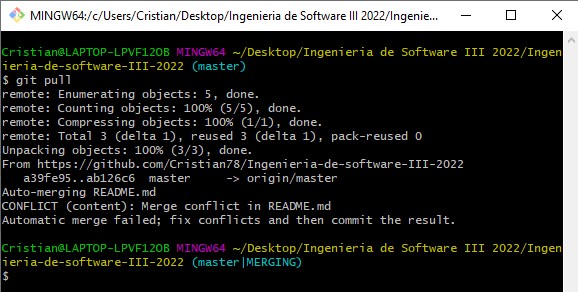 MINGW64:/c/Users/Cristian/Desktop/Ingenieria de Software III 2022/Ingenie...
Cristian@LAPTOP-LPVF12OB MINGW64 ~/Desktop/Ingenieria de Software III 2022/Ingen
ieria-de-software-III-2022 (master)
$ git pull
remote: Enumerating objects: 5, done.
remote: Counting objects: 100% (5/5), done.
remote: Compressing objects: 100% (1/1), done.
remote: Total 3 (delta 1), reused 3 (delta 1), pack-reused 0
Unpacking objects: 100% (3/3), done.
From https://github.com/Cristian78/Ingenieria-de-software-III-2022
   a39fe95..ab126c6  master     -> origin/master
Auto-merging README.md
CONFLICT (content): Merge conflict in README.md
Automatic merge failed; fix conflicts and then commit the result.
Cristian@LAPTOP-LPVF12OB MINGW64 ~/Desktop/Ingenieria de Software III 2022/Ingen
ieria-de-software-III-2022 (master|MERGING)
$